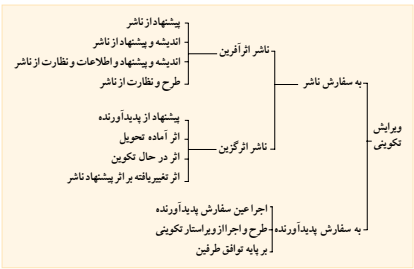 پیشنهاد از ناشر
اندیشه و پیشنهاد از ناشر
ناشر اثرآفرین
اندیشه و پیشنهاد و اطلاعات و نظارت از ناشر
طرح و نظارت از ناشر
به سفارش ناشر
پیشنهاد از پدیدآورنده
اثر آماده تحویل
ویرایش
تکوینی
ناشر اثرگزین
اثر در حال تکوین
اثر تغییریافته بر اثر پیشنهاد ناشر
اجرا عین سفارش پدیدآورنده
به سفارش پدیدآورنده
طرح و اجرا از ویراستار تکوینی
بر پایه توافق طرفین